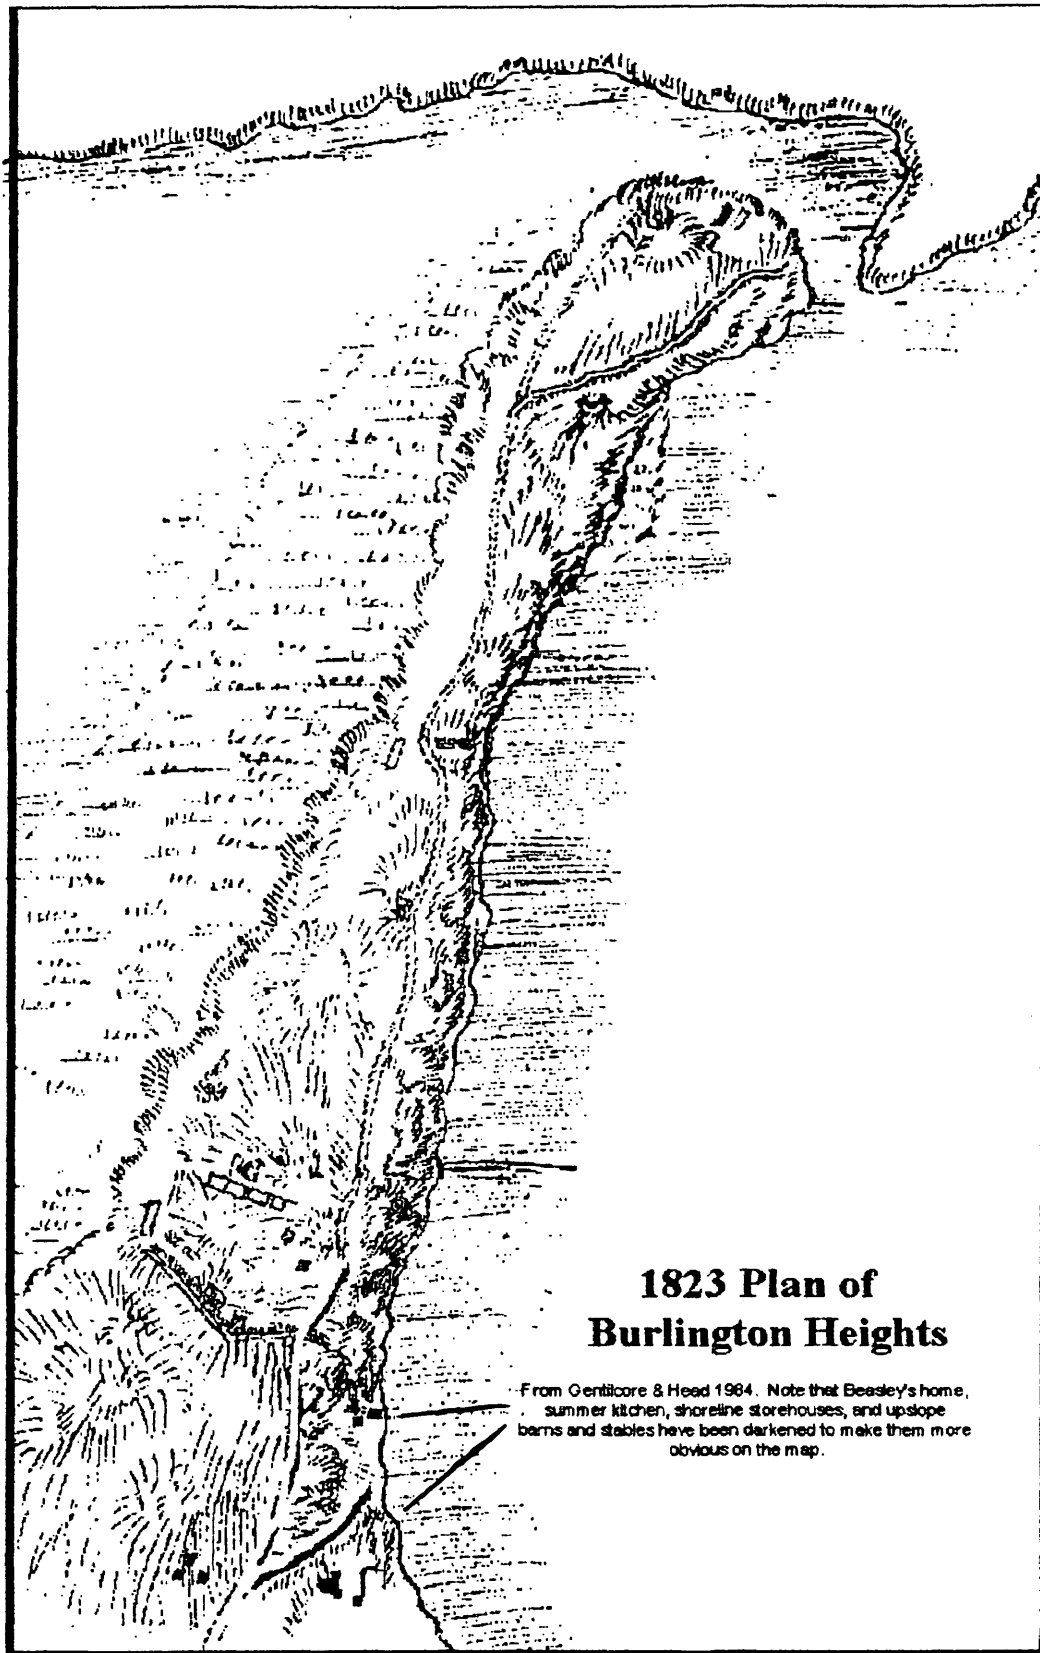 1823 Plan of
Burlington Heights
From Gentilcore & Head 1984. Note that Beasley's home,
summer kitchen, shoreline storehouses, and upslope
barns and stables have been darkened to make them more
obvious on the map.